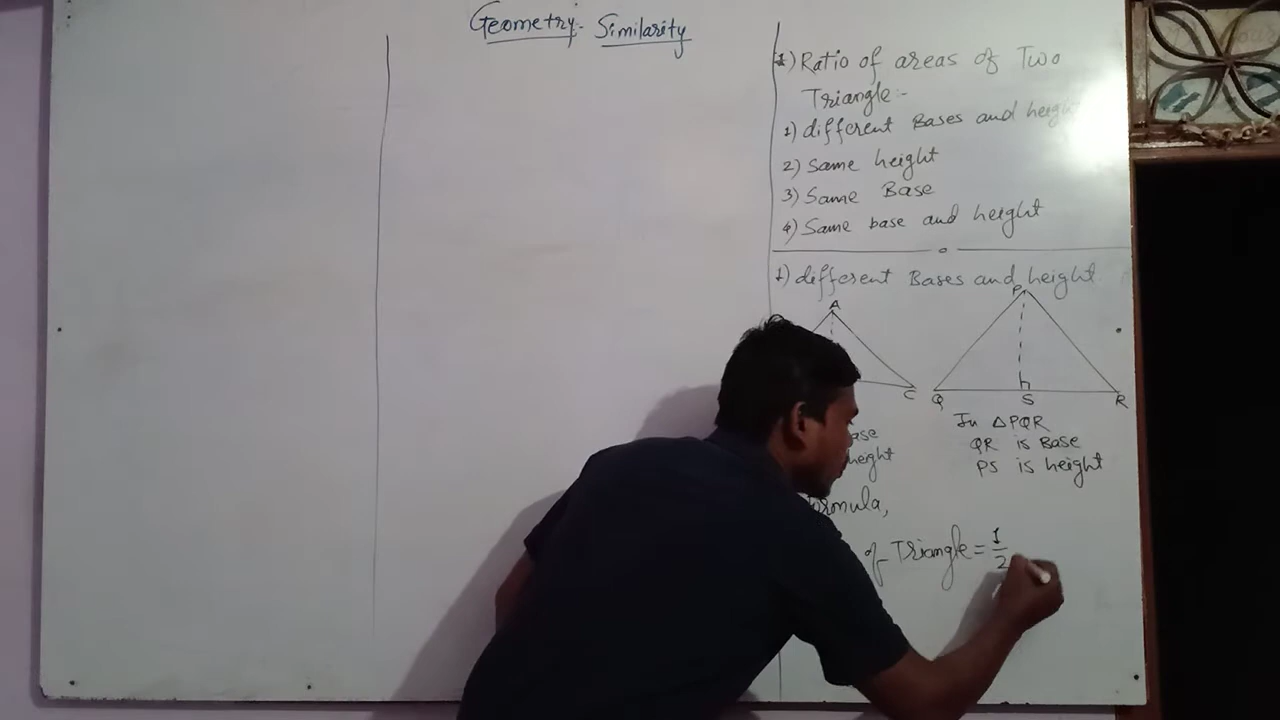 Geometry:- Similarity
1) Ratio of areas of Two
Triangle:-
1) different Bases and heigh
2) Same height
3) Same Base
4) Same base and height
1) different Bases and height
A
P
C
Q
S
R
In △PQR
QR is Base
PS is height
ase
height
ormula,
of Triangle = 1/2